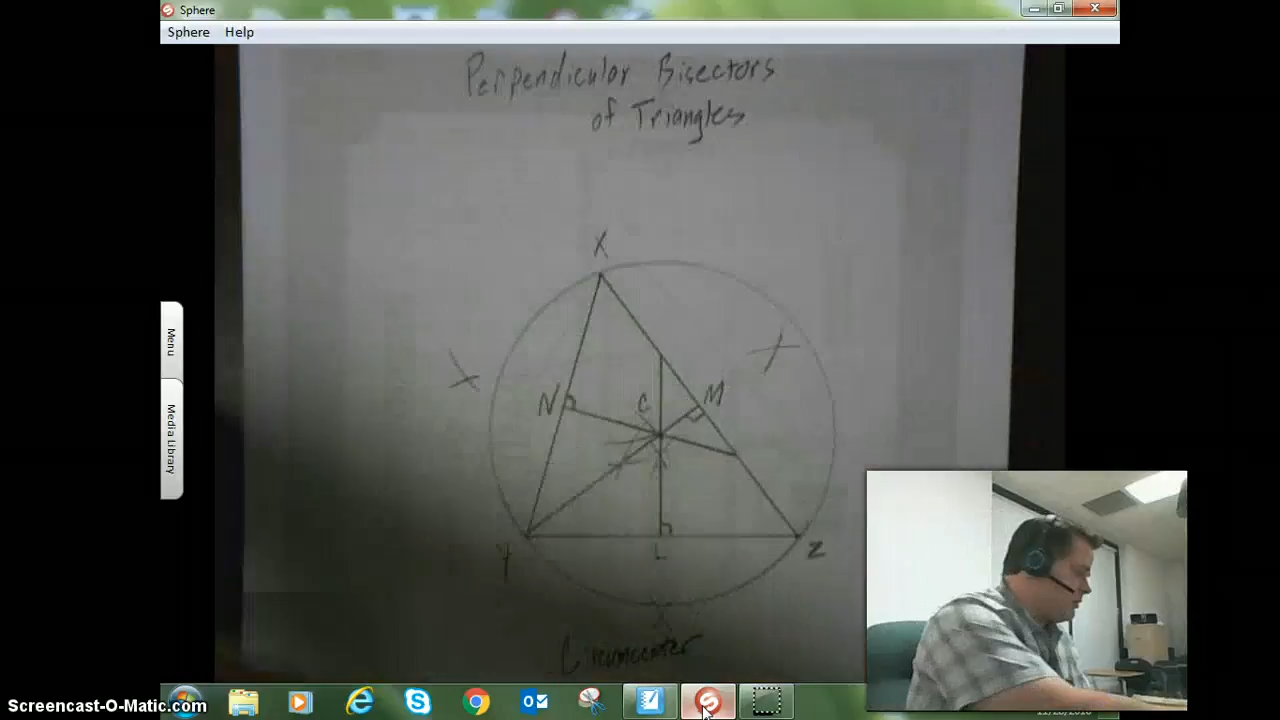 Sphere
Sphere Help
Perpendicular Bisectors
of Triangles
X
N
C
M
Menu
Media Library
Y
L
Z
Circumcenter
Screencast-O-Matic.com